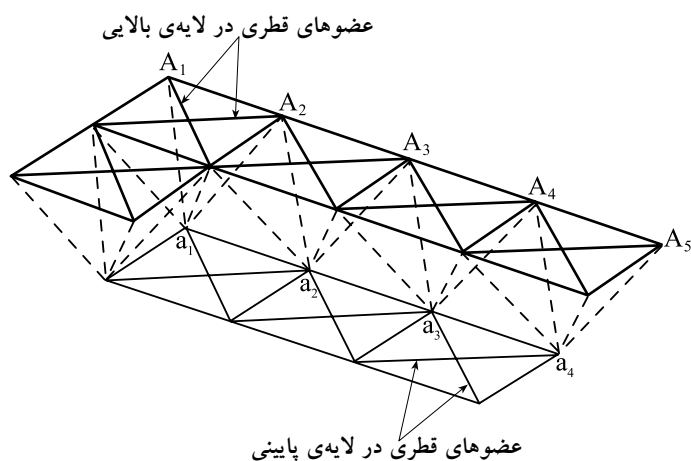 عضوهای قطری در لایه‌ی بالایی
A₁
A₂
A₃
A₄
A₅
a₁
a₂
a₃
a₄
عضوهای قطری در لایه‌ی پایینی